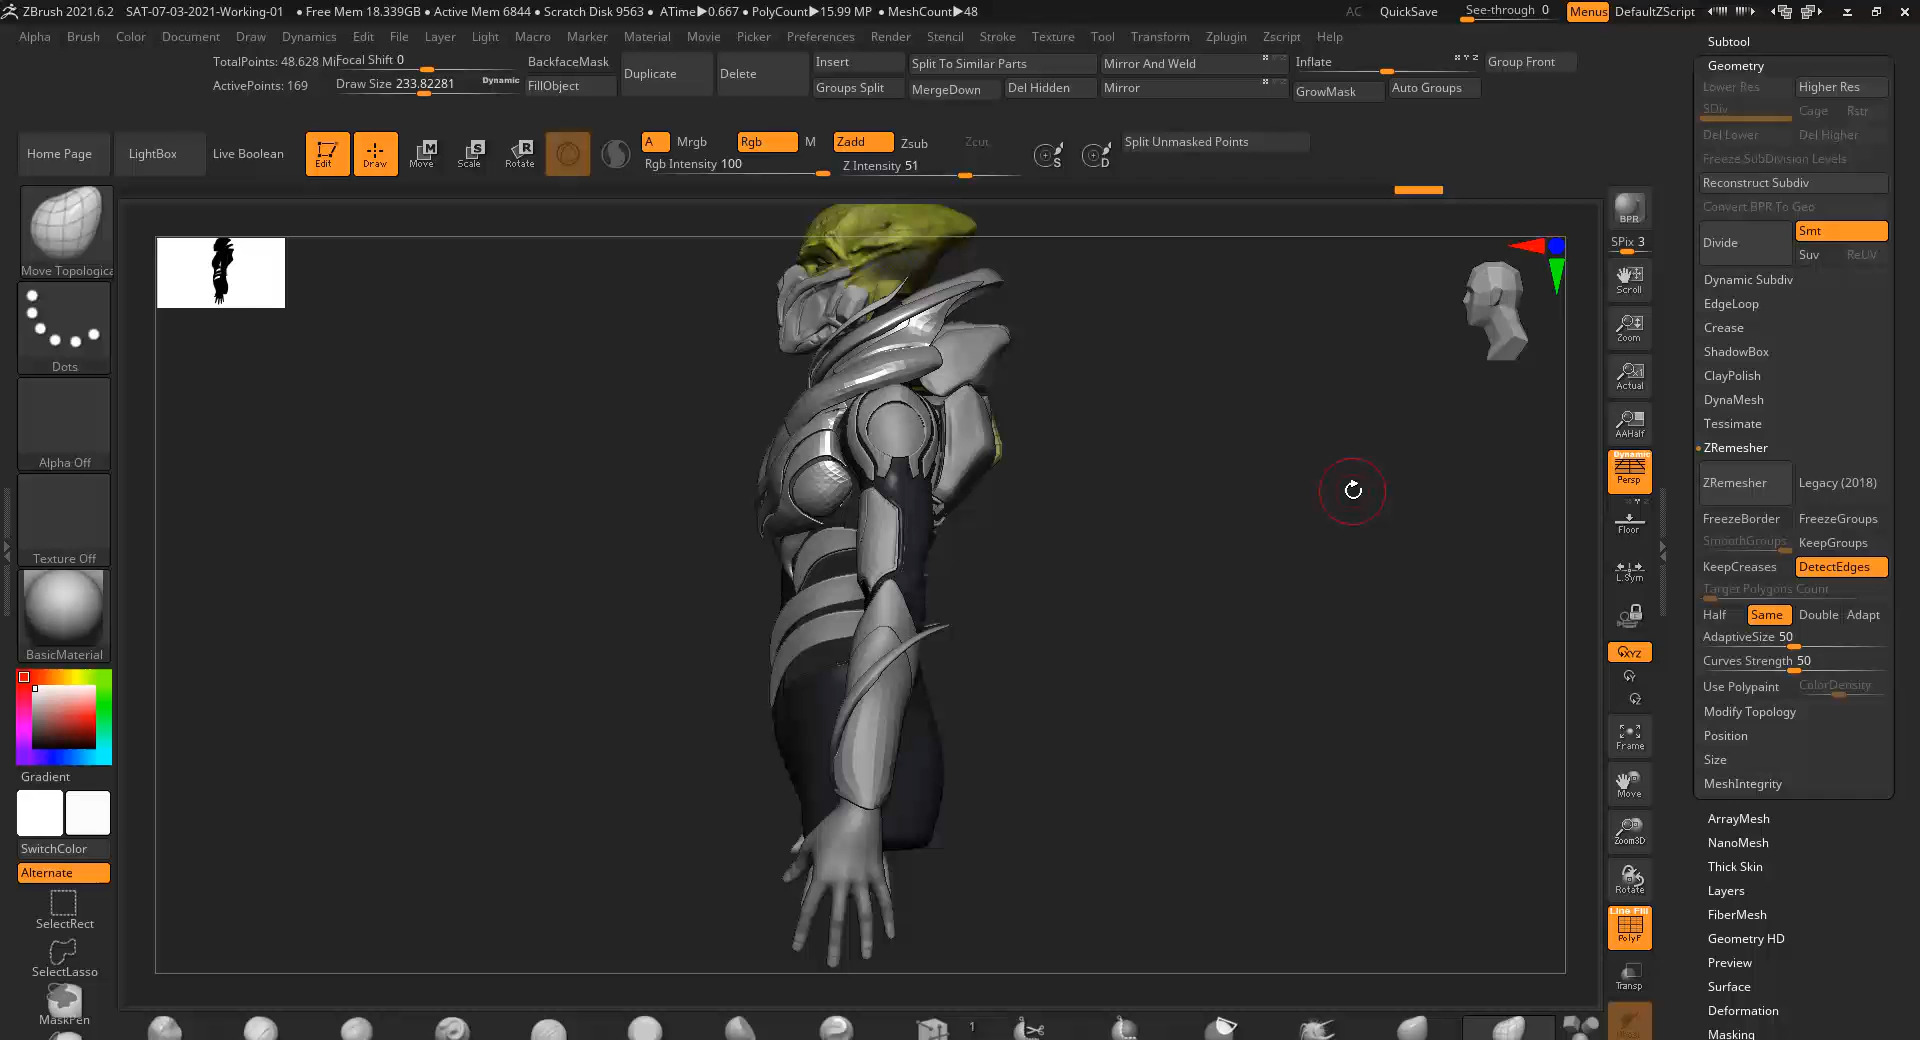 ZBrush 2021.6.2 SAT-07-03-2021-Working-01 ● Free Mem 18.339GB ● Active Mem 6844 ● Scratch Disk 9563 ● ATime▶0.667 ● PolyCount▶15.99 MP ● MeshCount▶48 AC QuickSave See-through 0 Menus DefaultZScript
Alpha Brush Color Document Draw Dynamics Edit File Layer Light Macro Marker Material Movie Picker Preferences Render Stencil Stroke Texture Tool Transform Zplugin Zscript Help
TotalPoints: 48.628 Mi Focal Shift 0 BackfaceMask Duplicate Delete Insert Split To Similar Parts Mirror And Weld Inflate Group Front
ActivePoints: 169 Draw Size 233.82281 Dynamic FillObject Groups Split MergeDown Del Hidden Mirror GrowMask Auto Groups
Home Page LightBox Live Boolean Edit Draw Move Scale Rotate A Mrgb Rgb M Zadd Zsub Zcut Split Unmasked Points
Rgb Intensity 100 Z Intensity 51
M S R S D
Move Topologica
Dots
Alpha Off
Texture Off
BasicMaterial
Gradient
SwitchColor
Alternate
SelectRect
SelectLasso
MaskPen
1
BPR
SPix 3
Scroll
Zoom
Actual
AAHalf
Dynamic
Persp
Floor
L.Sym
XYZ
Y
Z
Frame
Move
Zoom3D
Rotate
Line Fill
PolyF
Transp
Subtool
Geometry
Lower Res Higher Res
SDiv Cage Rstr
Del Lower Del Higher
Freeze SubDivision Levels
Reconstruct Subdiv
Convert BPR To Geo
Divide Smt
Suv ReUV
Dynamic Subdiv
EdgeLoop
Crease
ShadowBox
ClayPolish
DynaMesh
Tessimate
ZRemesher
ZRemesher Legacy (2018)
FreezeBorder FreezeGroups
SmoothGroups KeepGroups
KeepCreases DetectEdges
Target Polygons Count
Half Same Double Adapt
AdaptiveSize 50
Curves Strength 50
Use Polypaint ColorDensity
Modify Topology
Position
Size
MeshIntegrity
ArrayMesh
NanoMesh
Thick Skin
Layers
FiberMesh
Geometry HD
Preview
Surface
Deformation
Masking